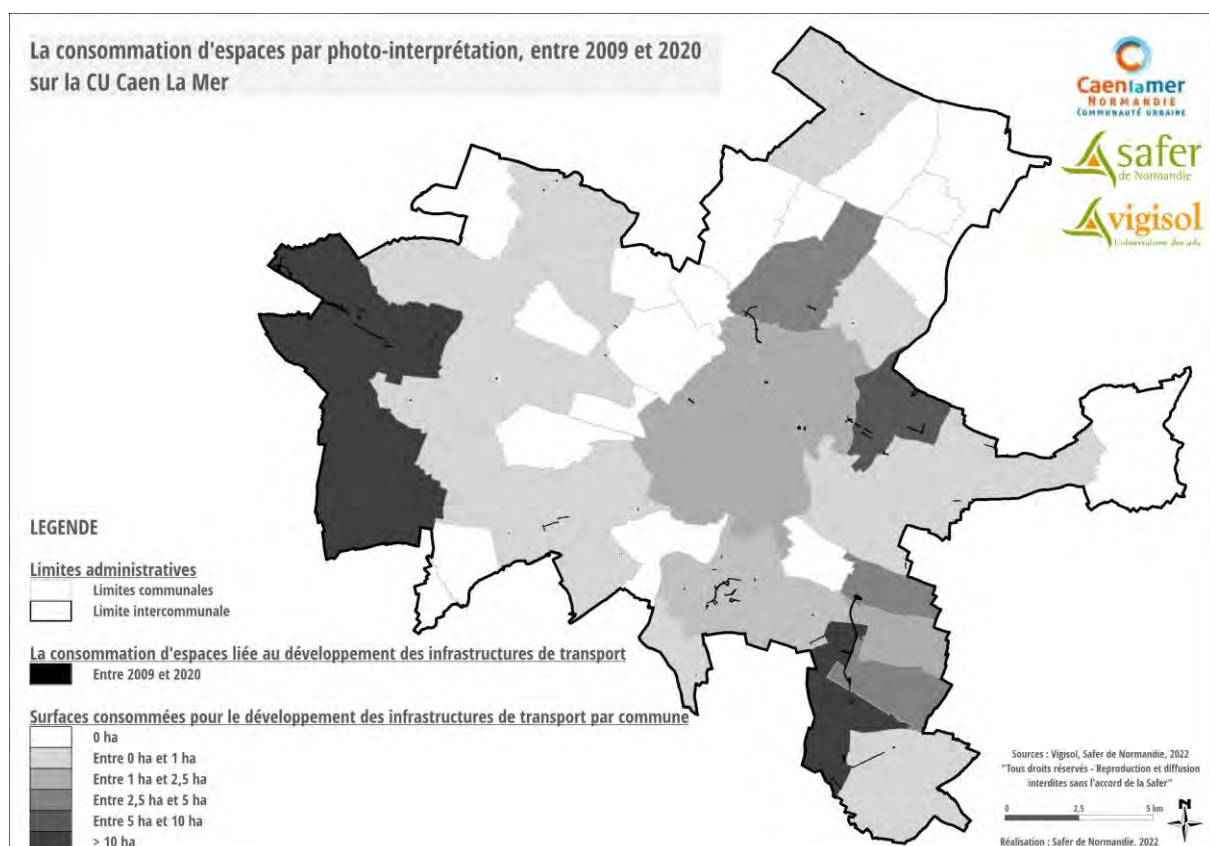 La consommation d'espaces par photo-interprétation, entre 2009 et 2020
sur la CU Caen La Mer
Caenlamer
NORMANDIE
COMMUNAUTÉ URBAINE
safer
de Normandie
vigisol
L'observatoire des sols
LEGENDE
Limites administratives
Limites communales
Limite intercommunale
La consommation d'espaces liée au développement des infrastructures de transport
Entre 2009 et 2020
Surfaces consommées pour le développement des infrastructures de transport par commune
0 ha
Entre 0 ha et 1 ha
Entre 1 ha et 2,5 ha
Entre 2,5 ha et 5 ha
Entre 5 ha et 10 ha
> 10 ha
Sources : Vigisol, Safer de Normandie, 2022
"Tous droits réservés - Reproduction et diffusion
interdites sans l'accord de la Safer"
0 2,5 5 km
N
Réalisation : Safer de Normandie, 2022